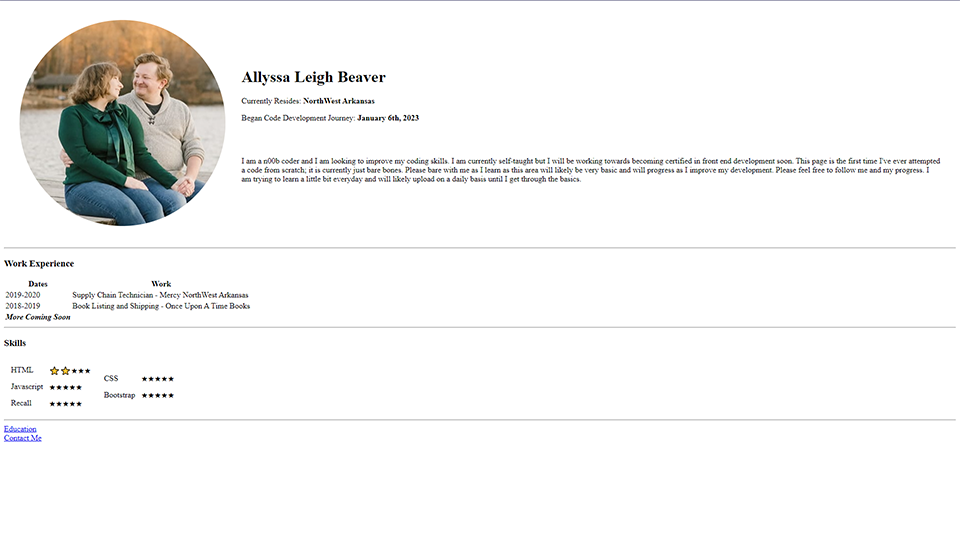 Allyssa Leigh Beaver
Currently Resides: NorthWest Arkansas
Began Code Development Journey: January 6th, 2023
I am a n00b coder and I am looking to improve my coding skills. I am currently self-taught but I will be working towards becoming certified in front end development soon. This page is the first time I've ever attempted
a code from scratch; it is currently just bare bones. Please bare with me as I learn as this area will likely be very basic and will progress as I improve my development. Please feel free to follow me and my progress. I
am trying to learn a little bit everyday and will likely upload on a daily basis until I get through the basics.
Work Experience
Dates Work
2019-2020 Supply Chain Technician - Mercy NorthWest Arkansas
2018-2019 Book Listing and Shipping - Once Upon A Time Books
More Coming Soon
Skills
HTML ⭐⭐★★★
CSS ★★★★★
Javascript ★★★★★
Bootstrap ★★★★★
Recall ★★★★★
Education
Contact Me